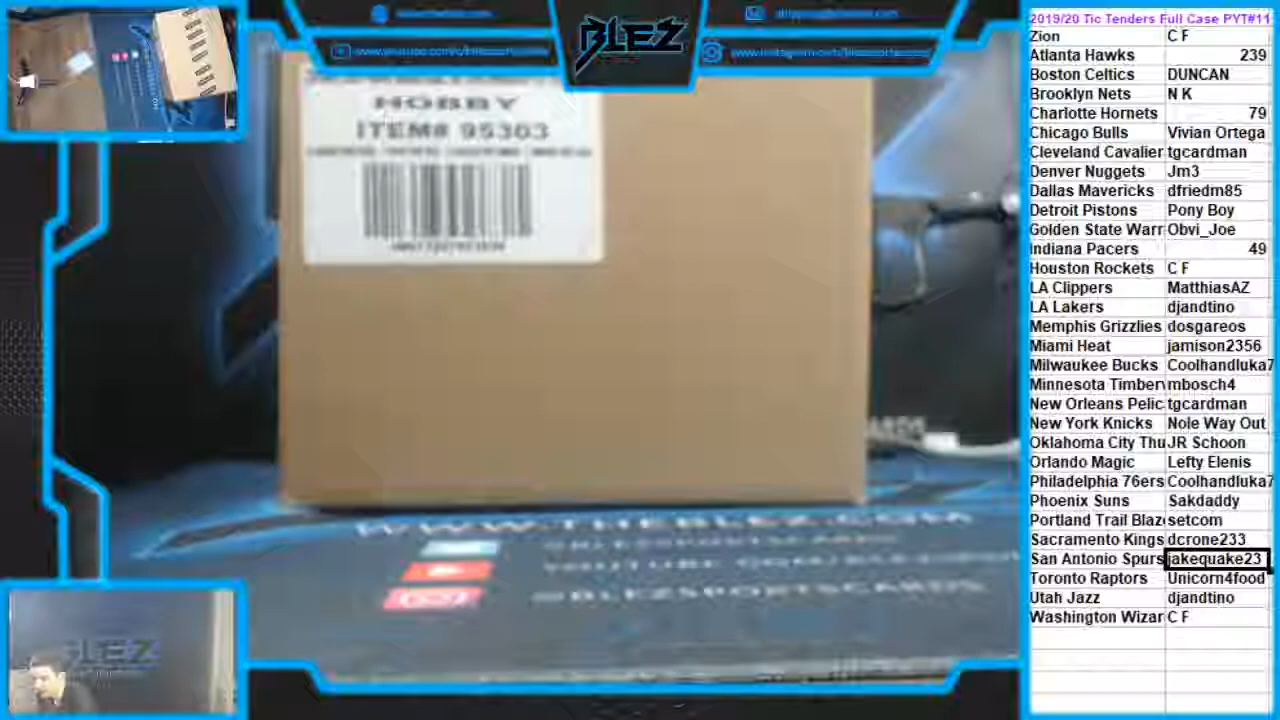 BLEZ
HOBBY
ITEM# 95303
WWW.THEBLEZ.COM
@BLEZSPORTSCARDS
2019/20 Tic Tenders Full Case PYT#11
Zion C F
Atlanta Hawks 239
Boston Celtics DUNCAN
Brooklyn Nets N K
Charlotte Hornets 79
Chicago Bulls Vivian Ortega
Cleveland Cavalier tgcardman
Denver Nuggets Jm3
Dallas Mavericks dfriedm85
Detroit Pistons Pony Boy
Golden State Warr Obvi_Joe
Indiana Pacers 49
Houston Rockets C F
LA Clippers MatthiasAZ
LA Lakers djandtino
Memphis Grizzlies dosgareos
Miami Heat jamison2356
Milwaukee Bucks Coolhandluka7
Minnesota Timberv mbosch4
New Orleans Pelic tgcardman
New York Knicks Nole Way Out
Oklahoma City Thu JR Schoon
Orlando Magic Lefty Elenis
Philadelphia 76ers Coolhandluka7
Phoenix Suns Sakdaddy
Portland Trail Blaz setcom
Sacramento Kings dcrone233
San Antonio Spurs jakequake23
Toronto Raptors Unicorn4food
Utah Jazz djandtino
Washington Wizar C F